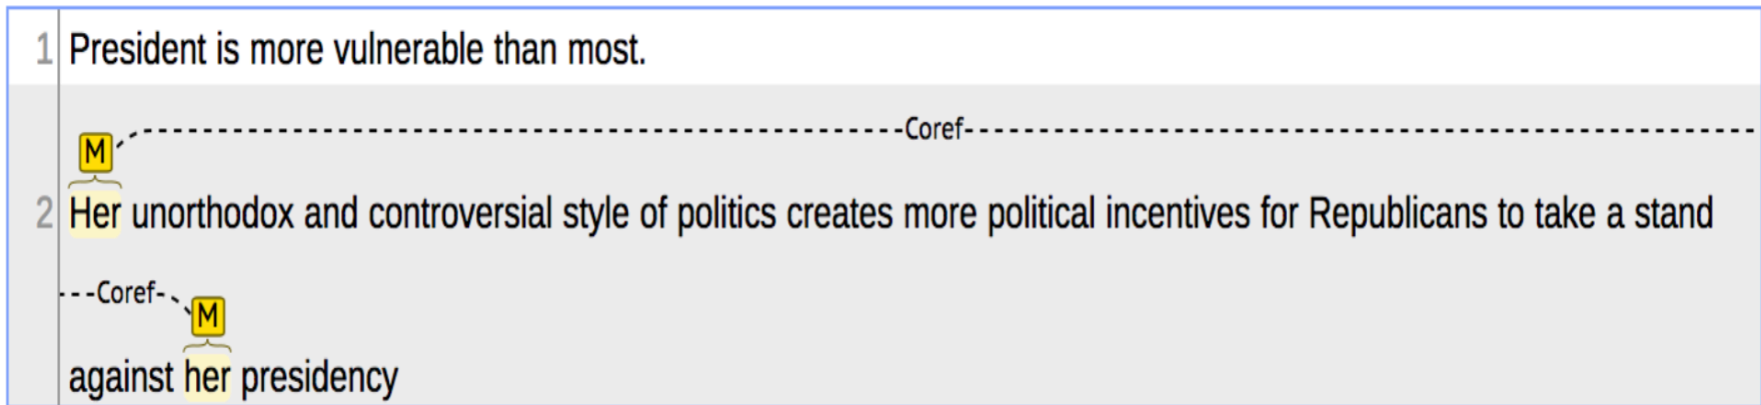 1 President is more vulnerable than most.
Coref
M
2 Her unorthodox and controversial style of politics creates more political incentives for Republicans to take a stand
Coref
M
against her presidency